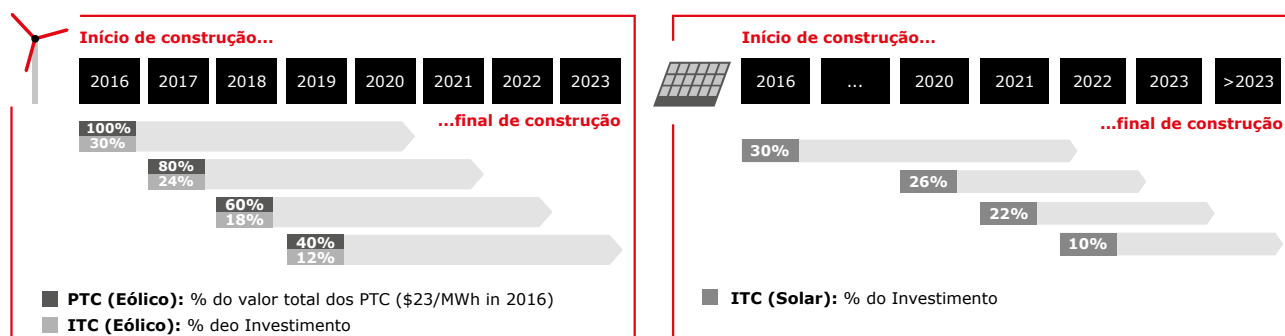 Início de construção...
2016 2017 2018 2019 2020 2021 2022 2023
...final de construção
100%
30%
80%
24%
60%
18%
40%
12%
PTC (Eólico): % do valor total dos PTC ($23/MWh in 2016)
ITC (Eólico): % deo Investimento
Início de construção...
2016 ... 2020 2021 2022 2023 >2023
...final de construção
30%
26%
22%
10%
ITC (Solar): % do Investimento